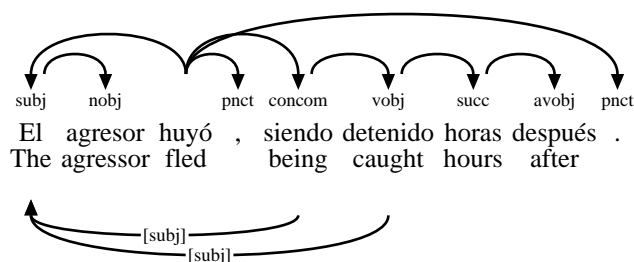 subj nobj pnct concom vobj succ avobj pnct
El agresor huyó , siendo detenido horas después .
The agressor fled being caught hours after
[subj]
[subj]